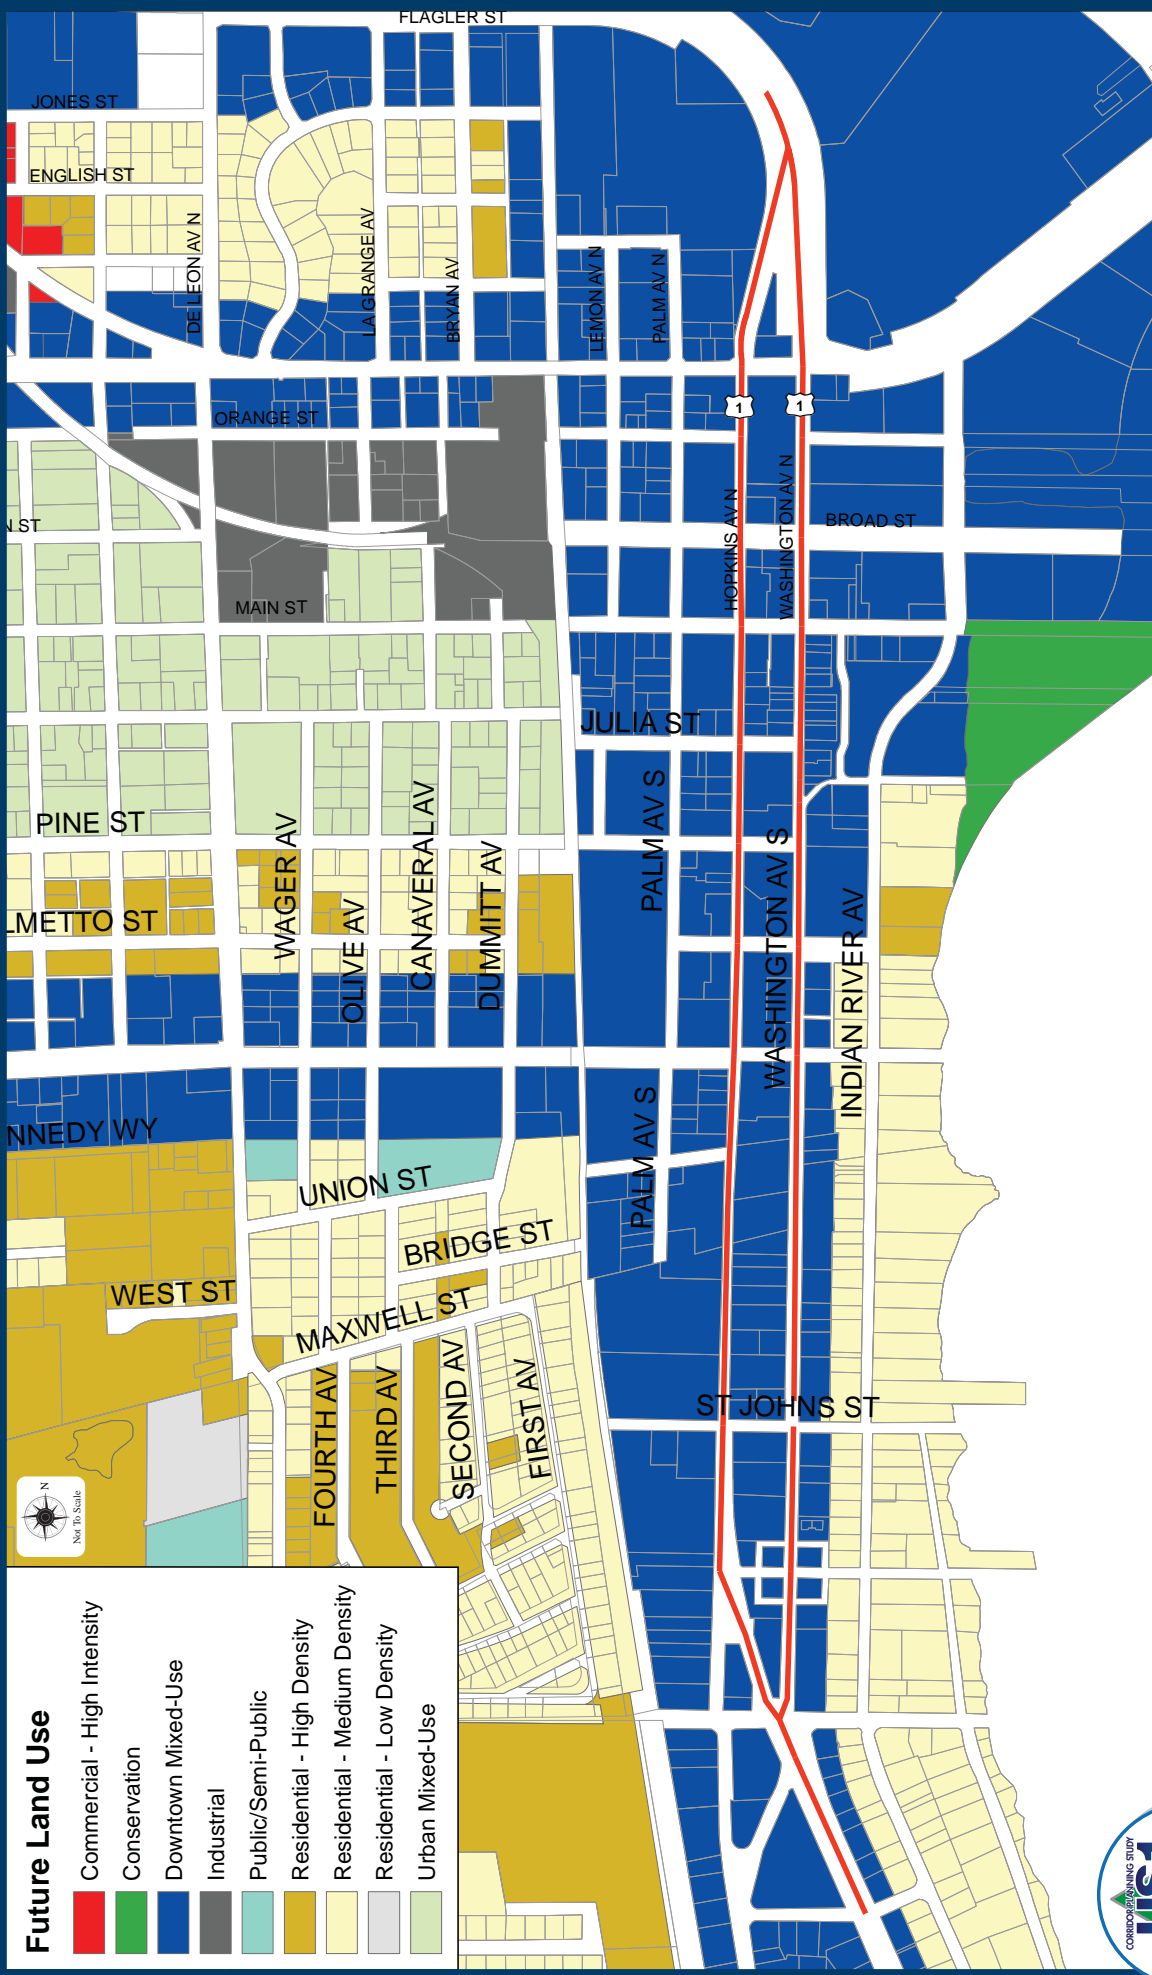 FLAGLER ST
JONES ST
ENGLISH ST
DE LEON AV N
LA GRANGE AV
BRYAN AV
LEMON AV N
PALM AV N
1
1
ORANGE ST
N ST
HOPKINS AV N
WASHINGTON AV N
BROAD ST
MAIN ST
JULIA ST
PINE ST
WAGER AV
CANAVERAL AV
PALM AV S
WASHINGTON AV S
LMETTO ST
OLIVE AV
DUMMITT AV
INDIAN RIVER AV
NNEDY WY
UNION ST
PALM AV S
BRIDGE ST
WEST ST
MAXWELL ST
FOURTH AV
THIRD AV
SECOND AV
FIRST AV
ST JOHNS ST
N
Not To Scale
Future Land Use
Commercial - High Intensity
Conservation
Downtown Mixed-Use
Industrial
Public/Semi-Public
Residential - High Density
Residential - Medium Density
Residential - Low Density
Urban Mixed-Use
CORRIDOR PLANNING STUDY
US1